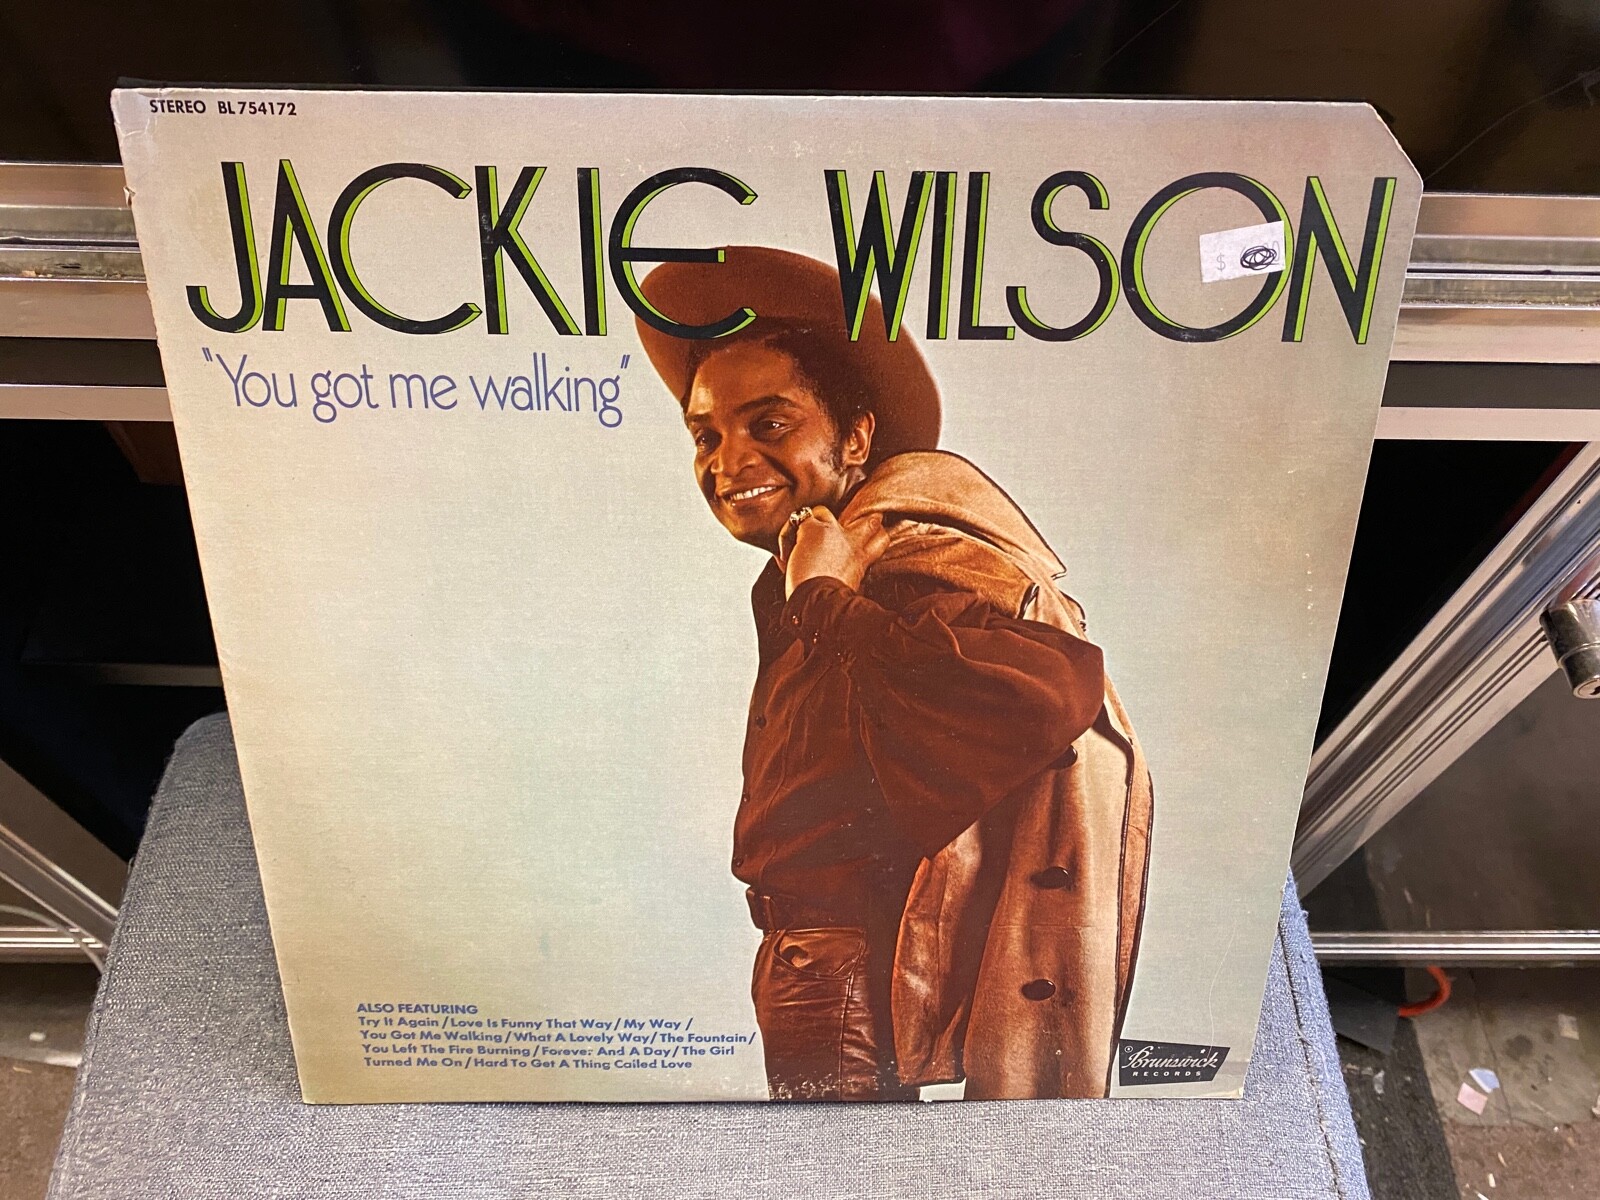 STEREO BL 754172
JACKIE WILSON
$
"You got me walking"
ALSO FEATURING
Try It Again / Love Is Funny That Way / My Way /
You Got Me Walking / What A Lovely Way / The Fountain /
You Left The Fire Burning / Forever And A Day / The Girl
Turned Me On / Hard To Get A Thing Called Love
Brunswick
RECORDS